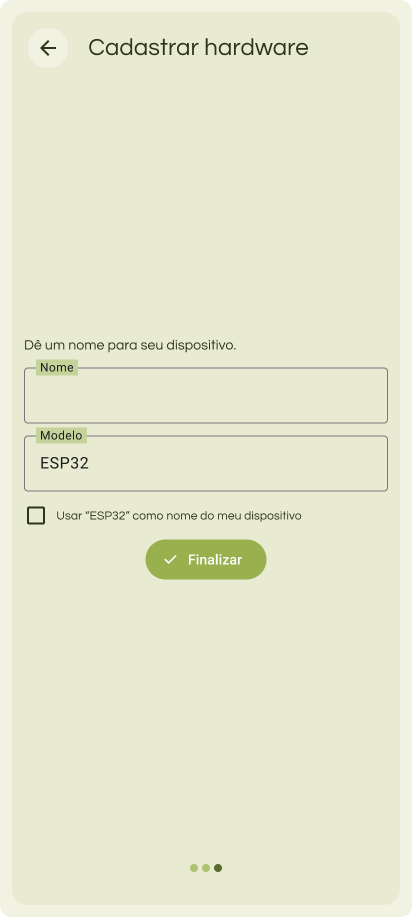 Cadastrar hardware
Dê um nome para seu dispositivo.
Nome
Modelo
ESP32
Usar “ESP32” como nome do meu dispositivo
Finalizar